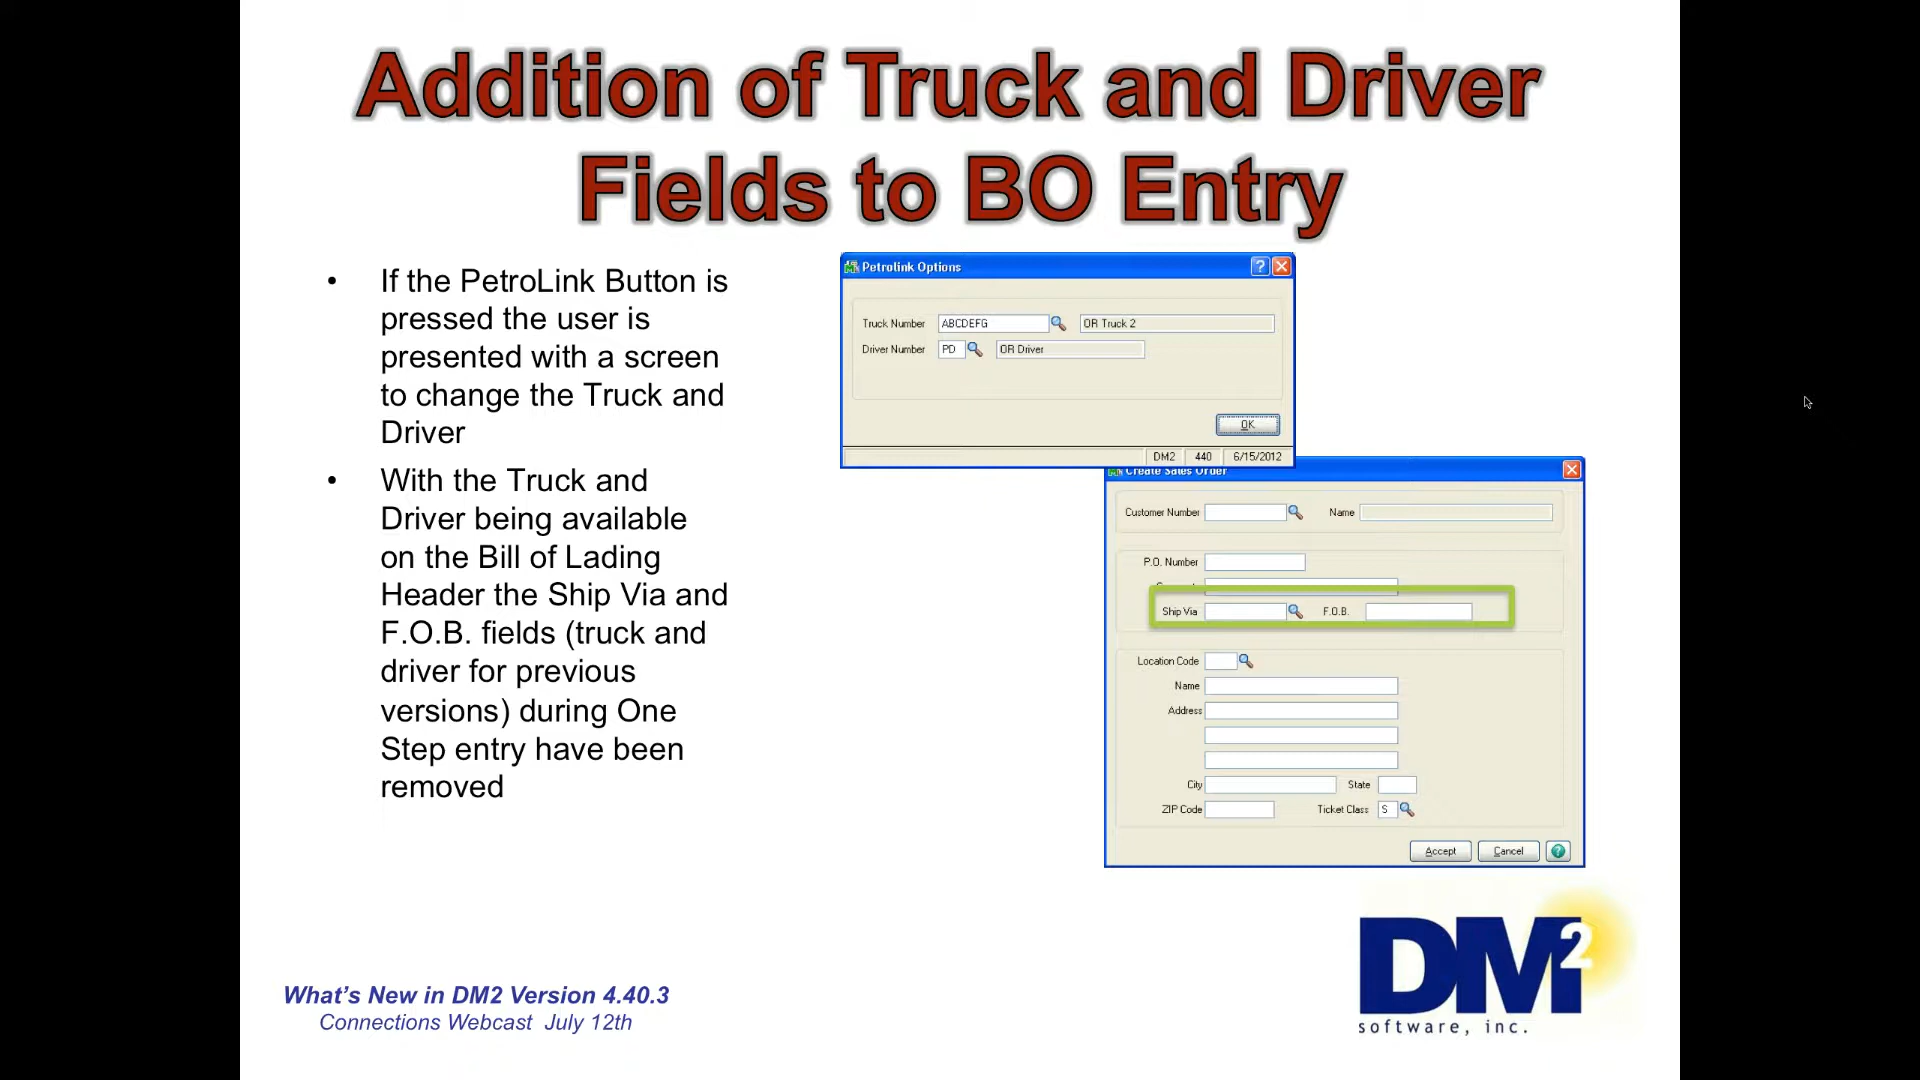 Addition of Truck and Driver
Fields to BO Entry
• If the PetroLink Button is
pressed the user is
presented with a screen
to change the Truck and
Driver
• With the Truck and
Driver being available
on the Bill of Lading
Header the Ship Via and
F.O.B. fields (truck and
driver for previous
versions) during One
Step entry have been
removed
Petrolink Options
Truck Number ABCDEFG OR Truck 2
Driver Number PD OR Driver
OK
DM2 440 6/15/2012
Create Sales Order
Customer Number Name
P.O. Number
Ship Via F.O.B.
Location Code
Name
Address
City State
ZIP Code Ticket Class S
Accept Cancel
What's New in DM2 Version 4.40.3
Connections Webcast July 12th
DM2
software, inc.